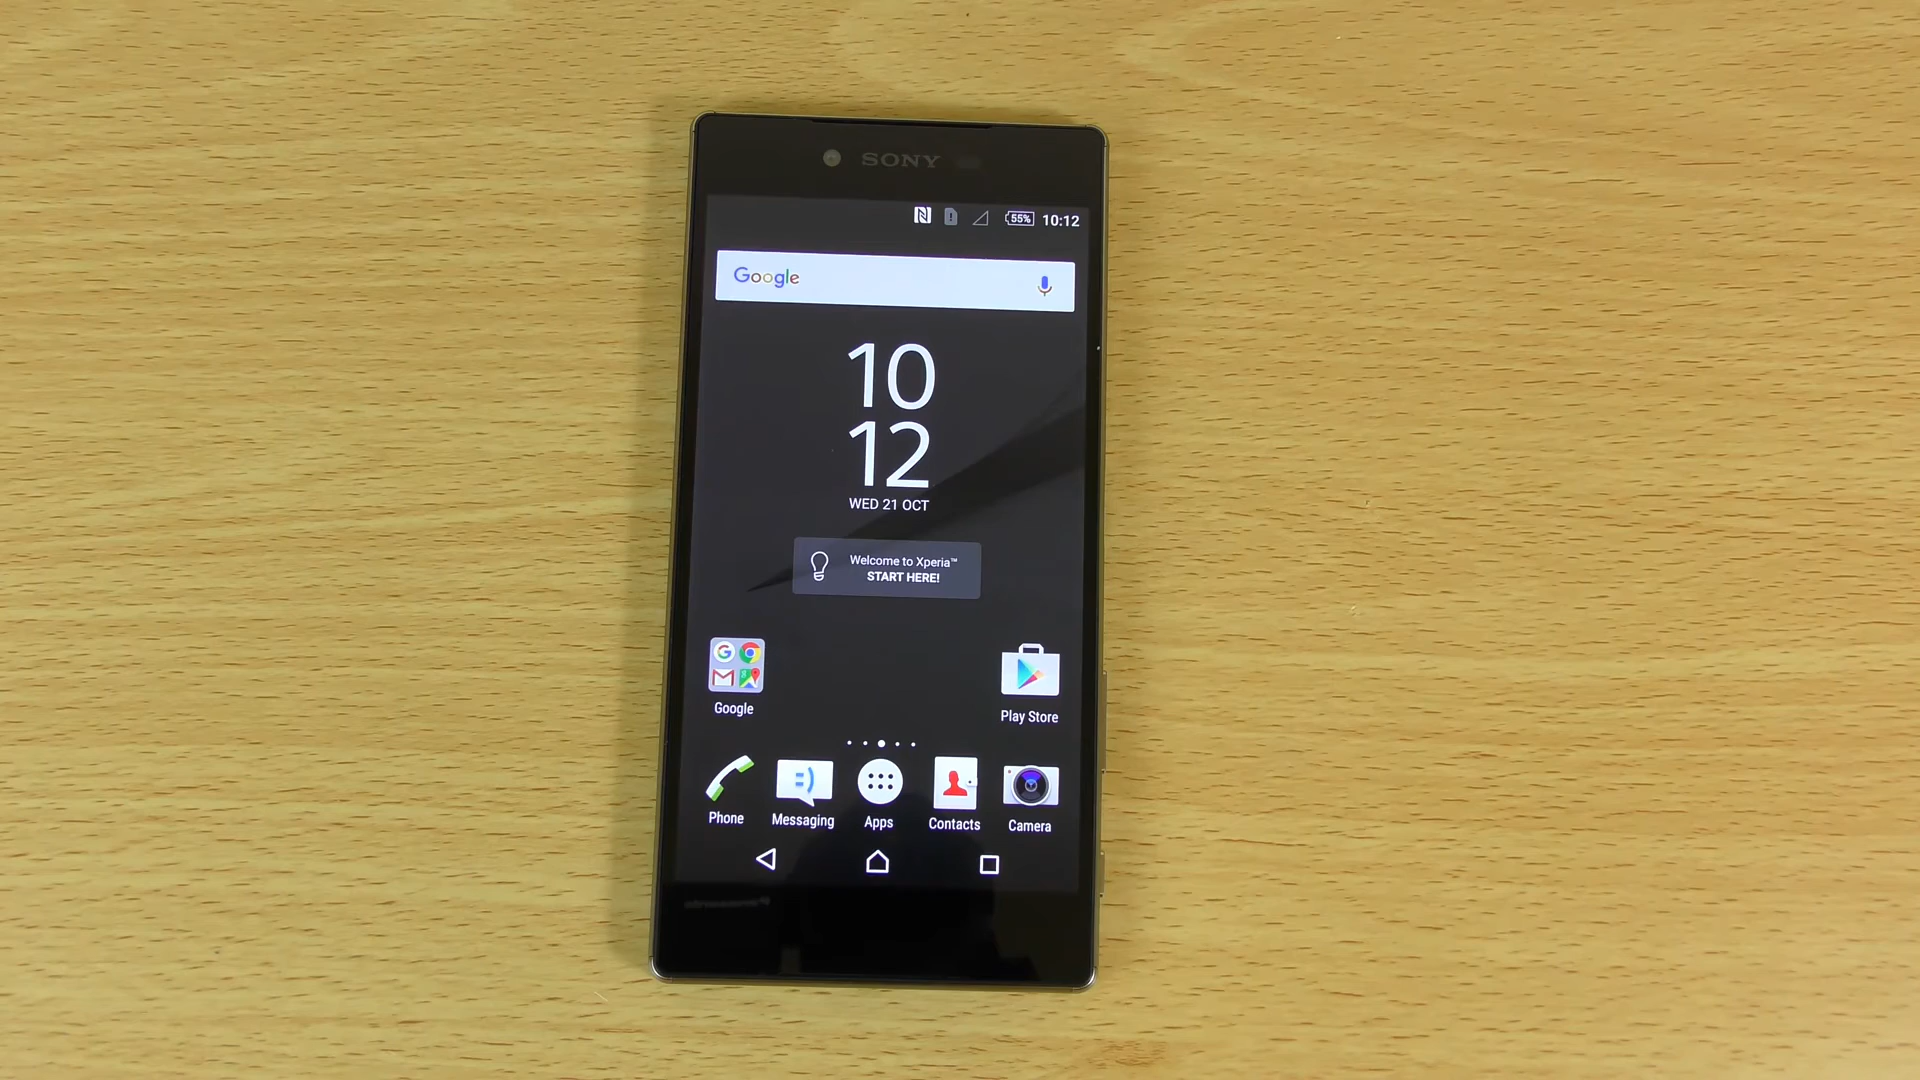 SONY
55% 10:12
Google
10
12
WED 21 OCT
Welcome to Xperia™
START HERE!
Google
Play Store
Phone
Messaging
Apps
Contacts
Camera